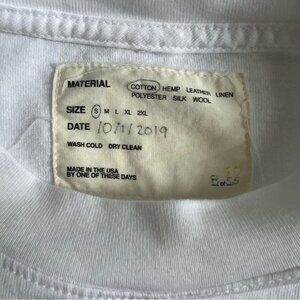 MATERIAL COTTON HEMP LEATHER LINEN
POLYESTER SILK WOOL
SIZE S M L XL 2XL
DATE 10/1/2019
WASH COLD DRY CLEAN
MADE IN THE USA
BY ONE OF THESE DAYS